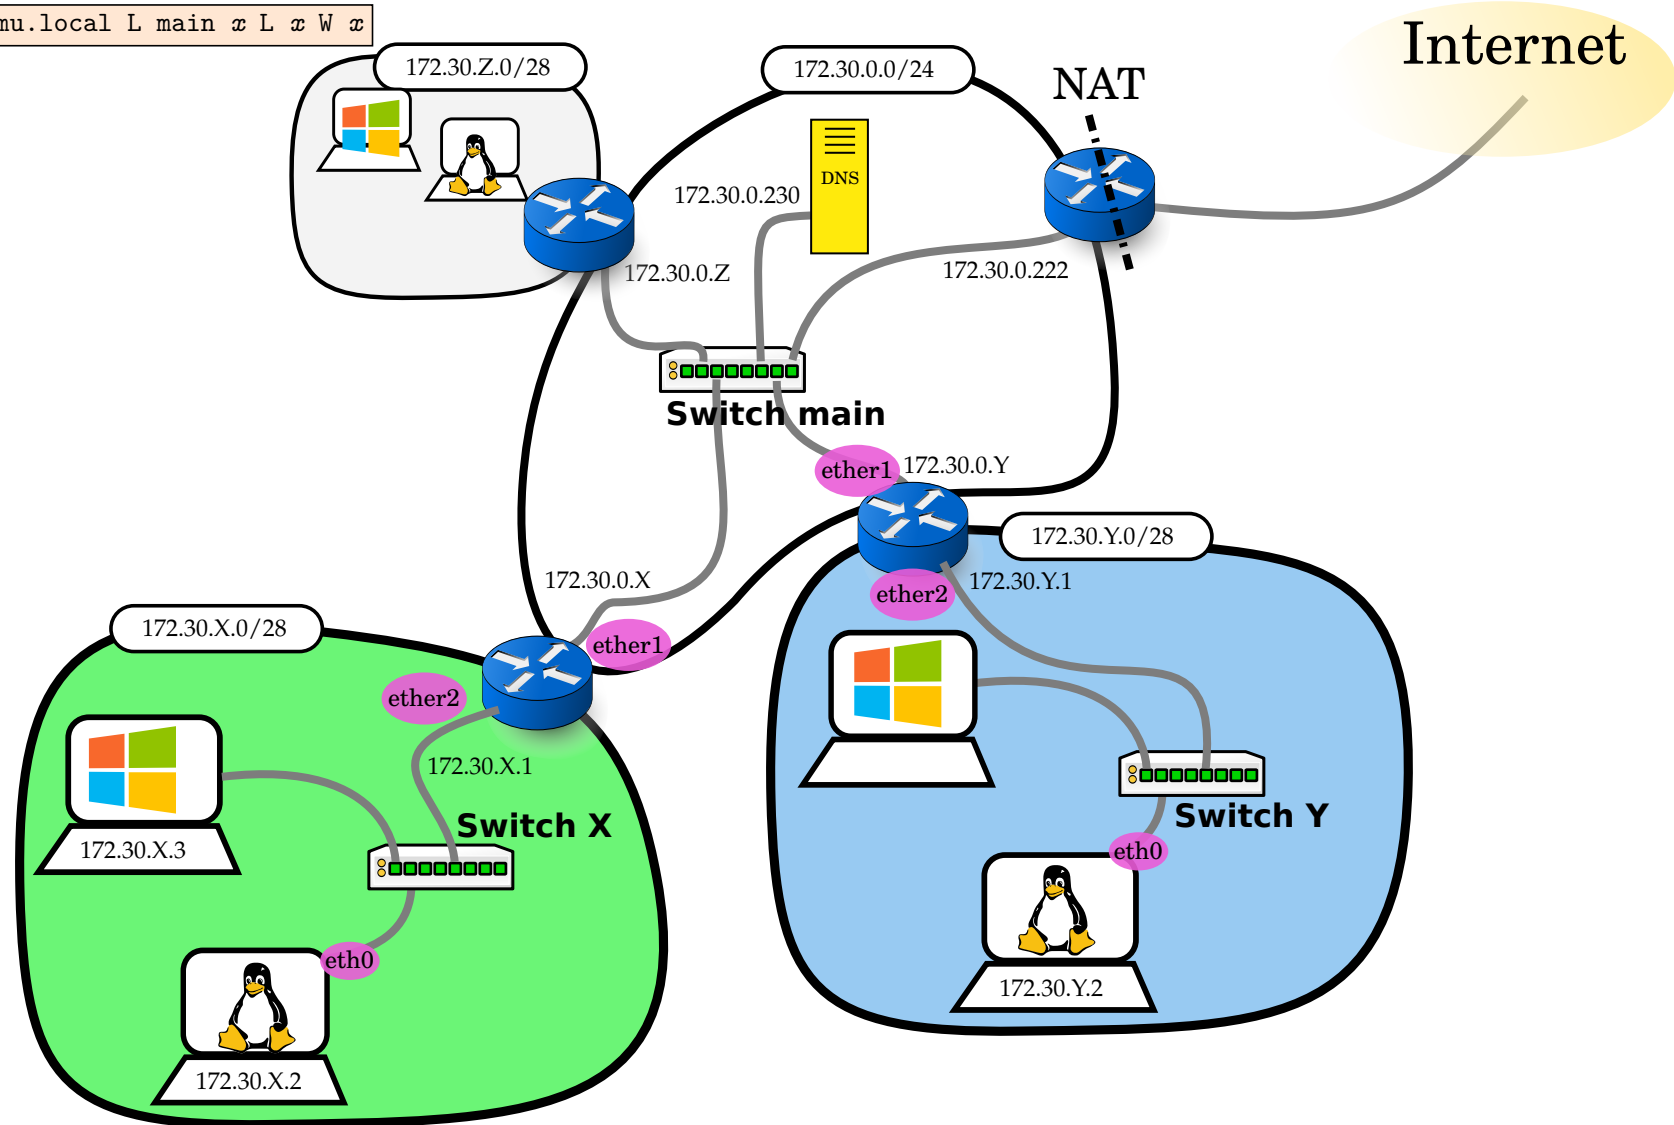 mu.local L main x L x W x
Internet
172.30.Z.0/28
172.30.0.0/24
NAT
DNS
172.30.0.230
172.30.0.Z
172.30.0.222
Switch main
ether1
172.30.0.Y
172.30.Y.0/28
172.30.0.X
ether2
172.30.Y.1
172.30.X.0/28
ether1
ether2
172.30.X.1
Switch X
Switch Y
172.30.X.3
eth0
eth0
172.30.Y.2
172.30.X.2